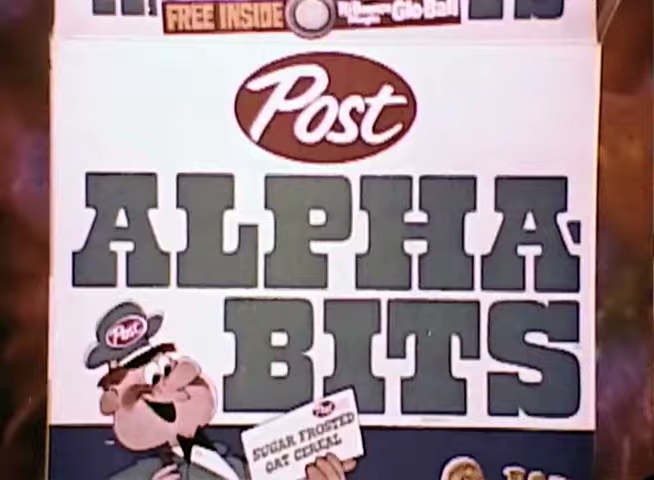 FREE INSIDE
Glo-Ball
Post
ALPHA-
BITS
Post
Post
SUGAR FROSTED
OAT CEREAL